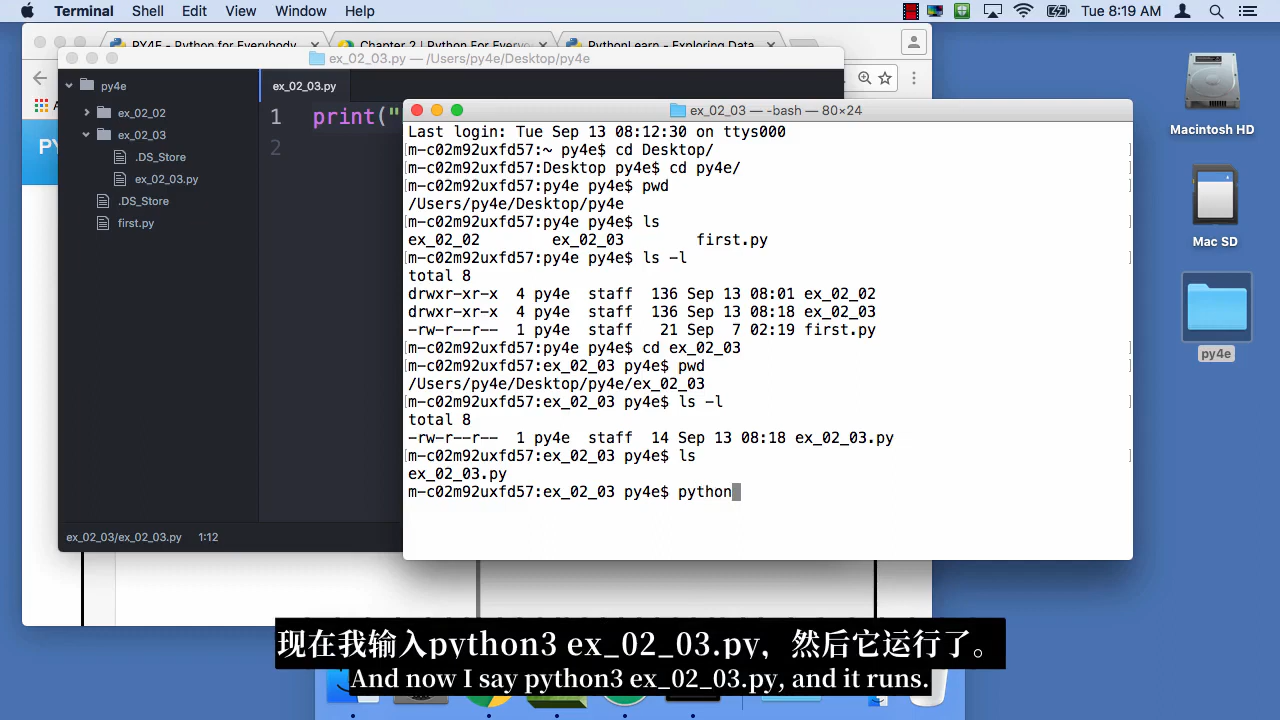 Terminal Shell Edit View Window Help Tue 8:19 AM
PY4E - Python for Everybody × Chapter 2 | Python For Everyo × PythonLearn - Exploring Data ×
ex_02_03.py — /Users/py4e/Desktop/py4e
py4e
ex_02_02
ex_02_03
.DS_Store
ex_02_03.py
.DS_Store
first.py
ex_02_03.py
1 print("
2
ex_02_03/ex_02_03.py 1:12
ex_02_03 — -bash — 80×24
Last login: Tue Sep 13 08:12:30 on ttys000
[m-c02m92uxfd57:~ py4e$ cd Desktop/ ]
[m-c02m92uxfd57:Desktop py4e$ cd py4e/ ]
[m-c02m92uxfd57:py4e py4e$ pwd ]
/Users/py4e/Desktop/py4e
[m-c02m92uxfd57:py4e py4e$ ls ]
ex_02_02 ex_02_03 first.py
[m-c02m92uxfd57:py4e py4e$ ls -l ]
total 8
drwxr-xr-x 4 py4e staff 136 Sep 13 08:01 ex_02_02
drwxr-xr-x 4 py4e staff 136 Sep 13 08:18 ex_02_03
-rw-r--r-- 1 py4e staff 21 Sep 7 02:19 first.py
[m-c02m92uxfd57:py4e py4e$ cd ex_02_03 ]
[m-c02m92uxfd57:ex_02_03 py4e$ pwd ]
/Users/py4e/Desktop/py4e/ex_02_03
[m-c02m92uxfd57:ex_02_03 py4e$ ls -l ]
total 8
-rw-r--r-- 1 py4e staff 14 Sep 13 08:18 ex_02_03.py
[m-c02m92uxfd57:ex_02_03 py4e$ ls ]
ex_02_03.py
m-c02m92uxfd57:ex_02_03 py4e$ python
Macintosh HD
Mac SD
py4e
现在我输入python3 ex_02_03.py，然后它运行了。
And now I say python3 ex_02_03.py, and it runs.